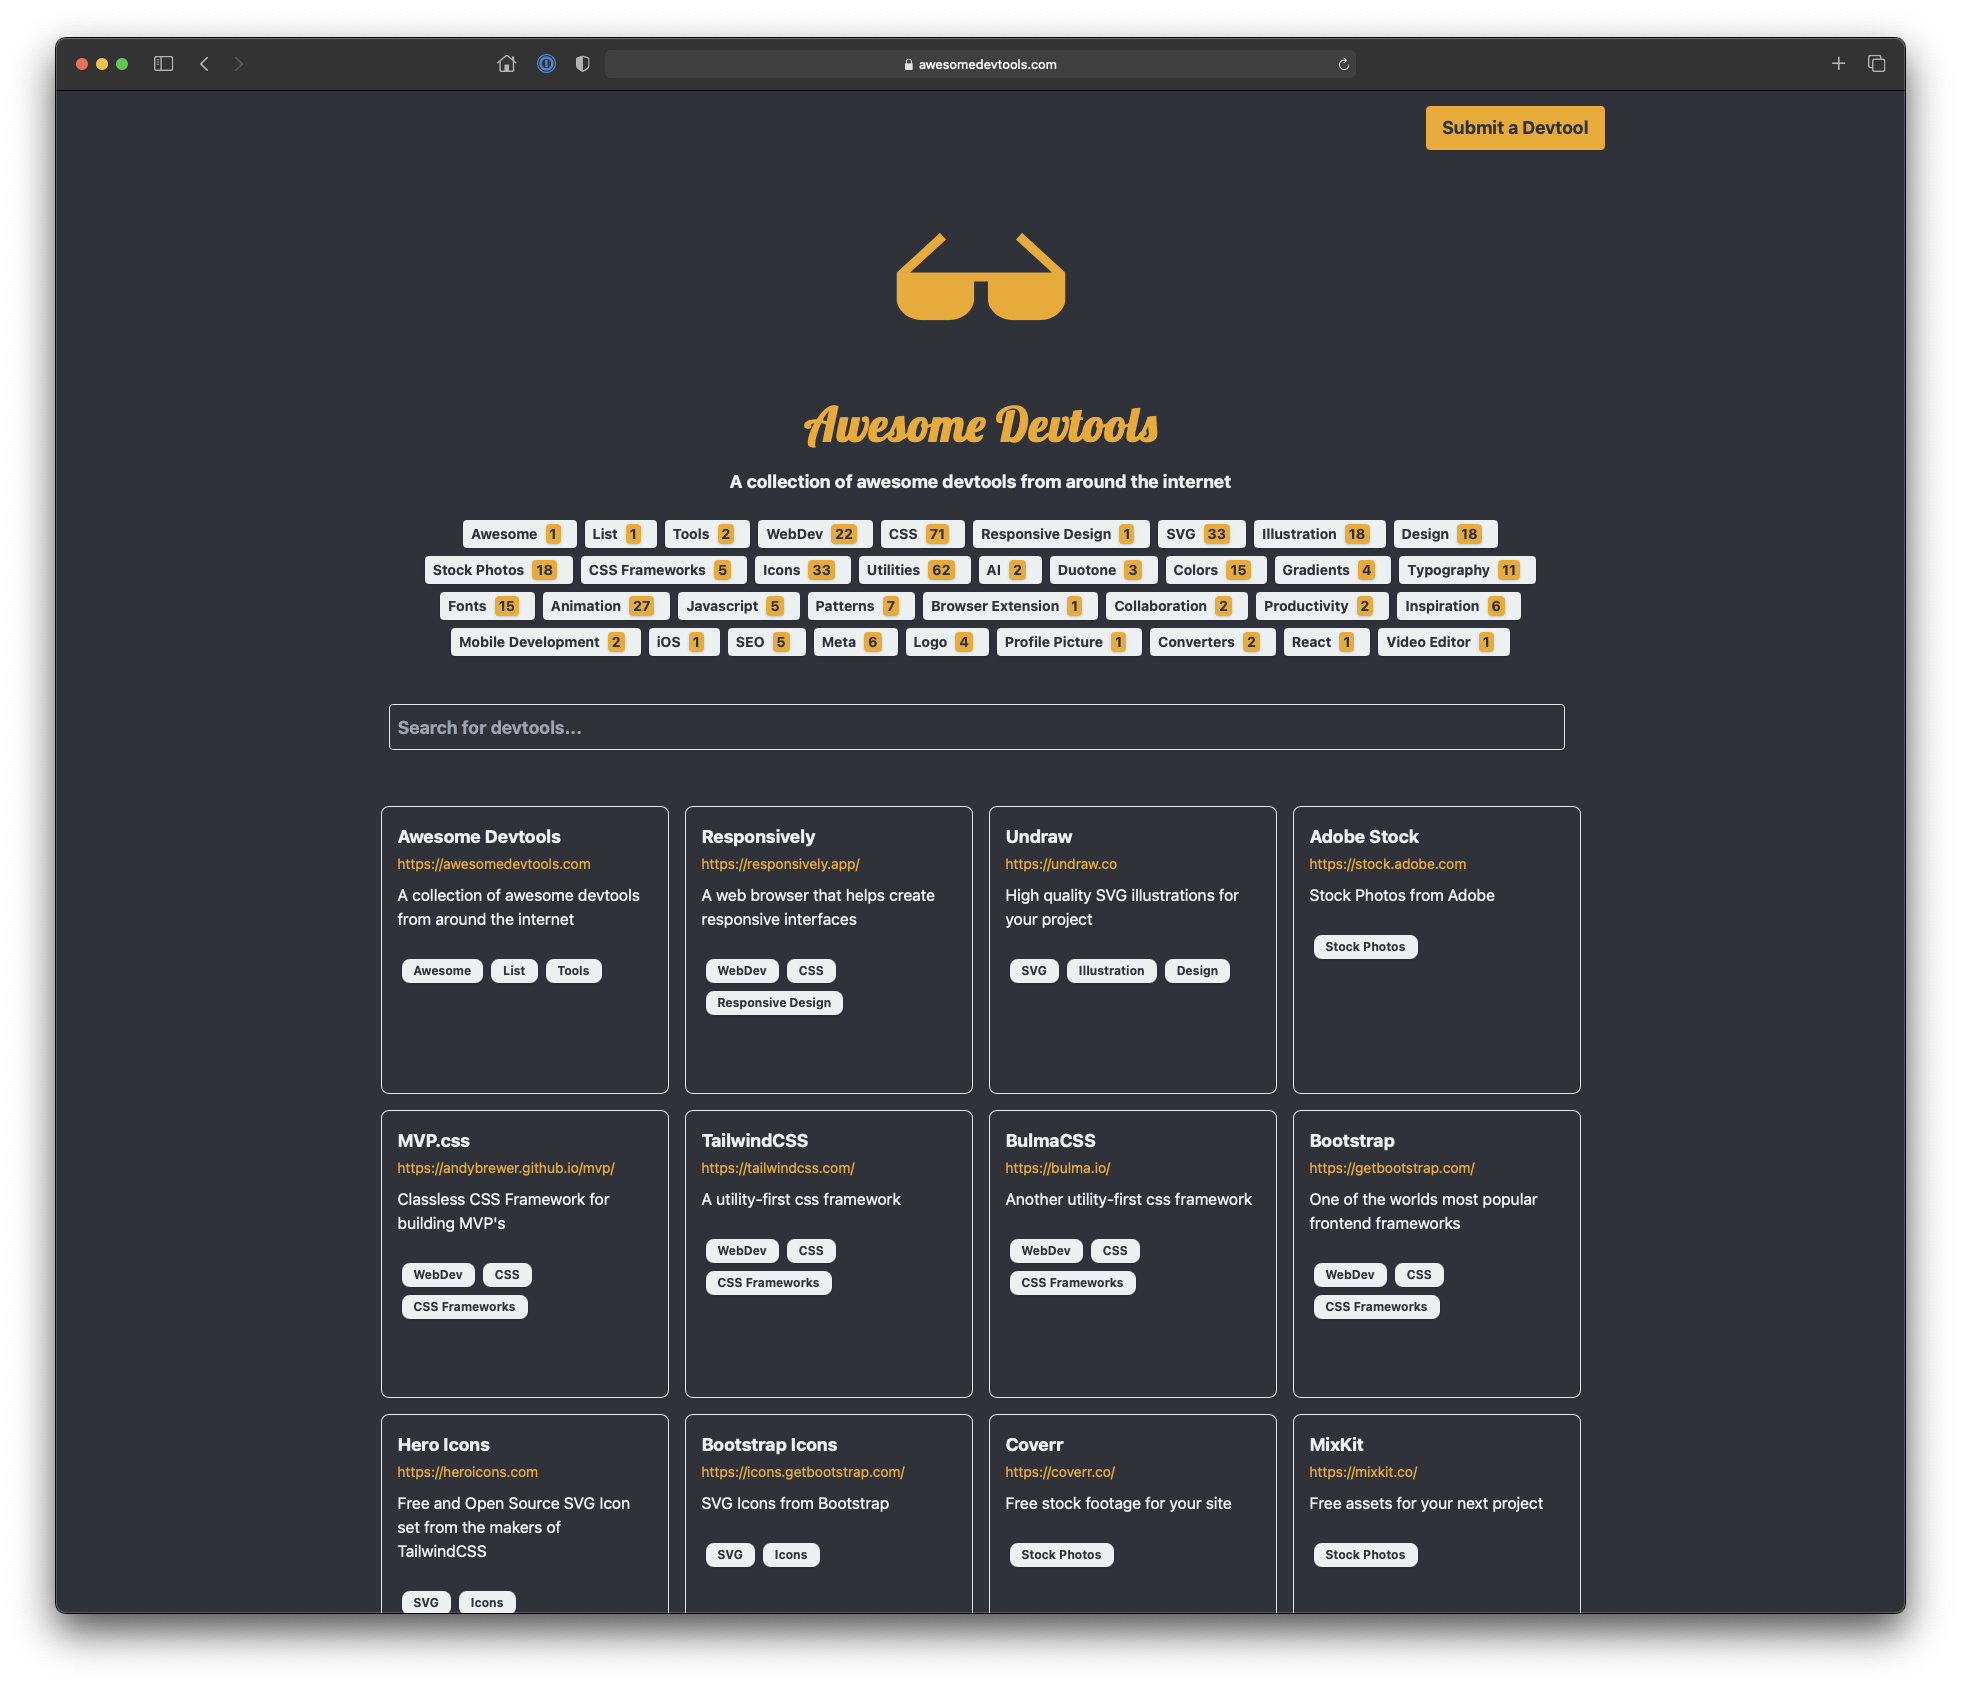 awesomedevtools.com
Submit a Devtool
Awesome Devtools
A collection of awesome devtools from around the internet
Awesome 1 List 1 Tools 2 WebDev 22 CSS 71 Responsive Design 1 SVG 33 Illustration 18 Design 18
Stock Photos 18 CSS Frameworks 5 Icons 33 Utilities 62 AI 2 Duotone 3 Colors 15 Gradients 4 Typography 11
Fonts 15 Animation 27 Javascript 5 Patterns 7 Browser Extension 1 Collaboration 2 Productivity 2 Inspiration 6
Mobile Development 2 iOS 1 SEO 5 Meta 6 Logo 4 Profile Picture 1 Converters 2 React 1 Video Editor 1
Search for devtools...
Awesome Devtools
https://awesomedevtools.com
A collection of awesome devtools
from around the internet
Awesome List Tools
Responsively
https://responsively.app/
A web browser that helps create
responsive interfaces
WebDev CSS
Responsive Design
Undraw
https://undraw.co
High quality SVG illustrations for
your project
SVG Illustration Design
Adobe Stock
https://stock.adobe.com
Stock Photos from Adobe
Stock Photos
MVP.css
https://andybrewer.github.io/mvp/
Classless CSS Framework for
building MVP's
WebDev CSS
CSS Frameworks
TailwindCSS
https://tailwindcss.com/
A utility-first css framework
WebDev CSS
CSS Frameworks
BulmaCSS
https://bulma.io/
Another utility-first css framework
WebDev CSS
CSS Frameworks
Bootstrap
https://getbootstrap.com/
One of the worlds most popular
frontend frameworks
WebDev CSS
CSS Frameworks
Hero Icons
https://heroicons.com
Free and Open Source SVG Icon
set from the makers of
TailwindCSS
SVG Icons
Bootstrap Icons
https://icons.getbootstrap.com/
SVG Icons from Bootstrap
SVG Icons
Coverr
https://coverr.co/
Free stock footage for your site
Stock Photos
MixKit
https://mixkit.co/
Free assets for your next project
Stock Photos